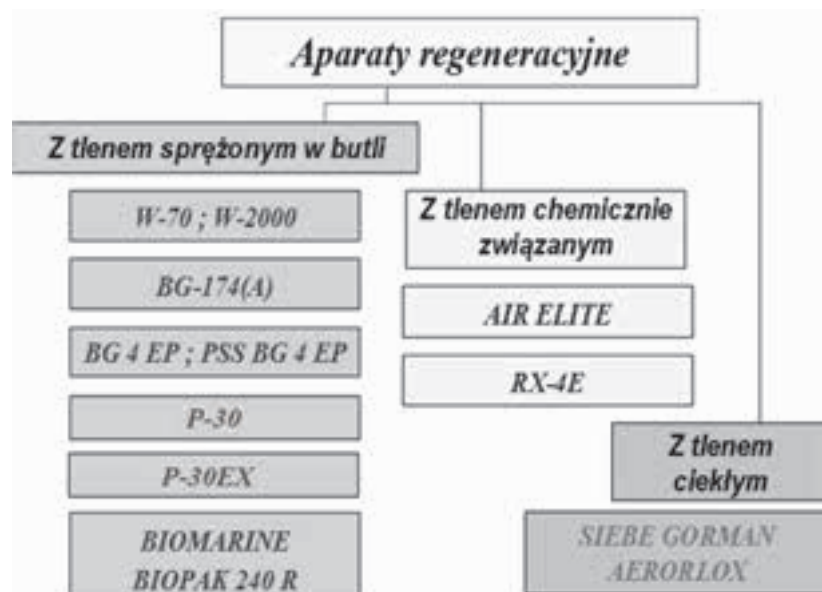 Aparaty regeneracyjne
Z tlenem sprężonym w butli
W-70 ; W-2000
BG-174(A)
BG 4 EP ; PSS BG 4 EP
P-30
P-30EX
BIOMARINE
BIOPAK 240 R
Z tlenem chemicznie
związanym
AIR ELITE
RX-4E
Z tlenem
ciekłym
SIEBE GORMAN
AERORLOX